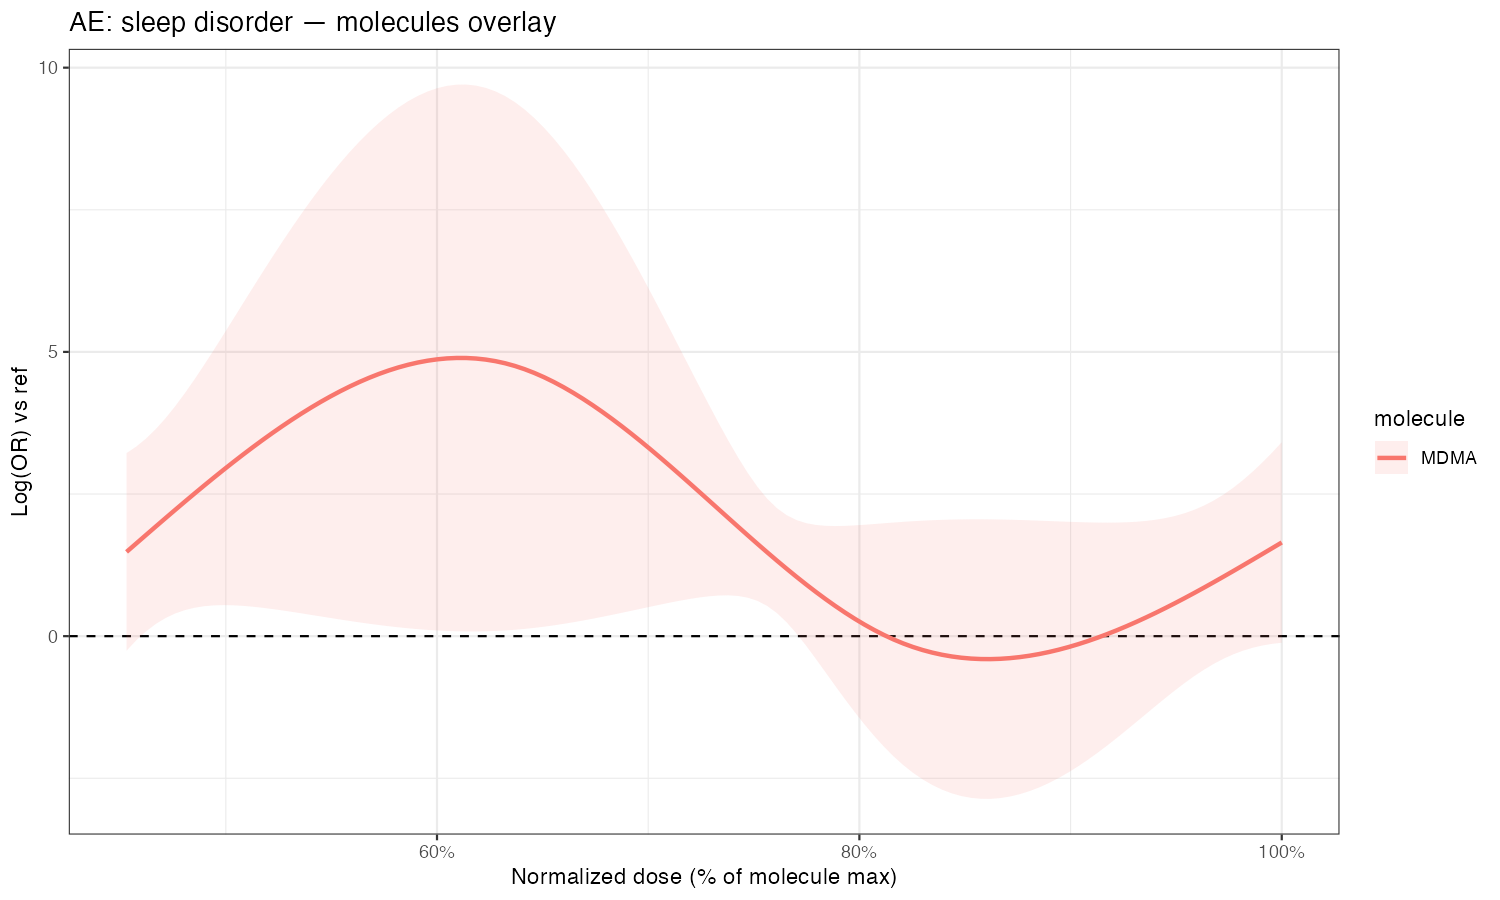 AE: sleep disorder — molecules overlay
10
5
0
Log(OR) vs ref
60%
80%
100%
Normalized dose (% of molecule max)
molecule
MDMA